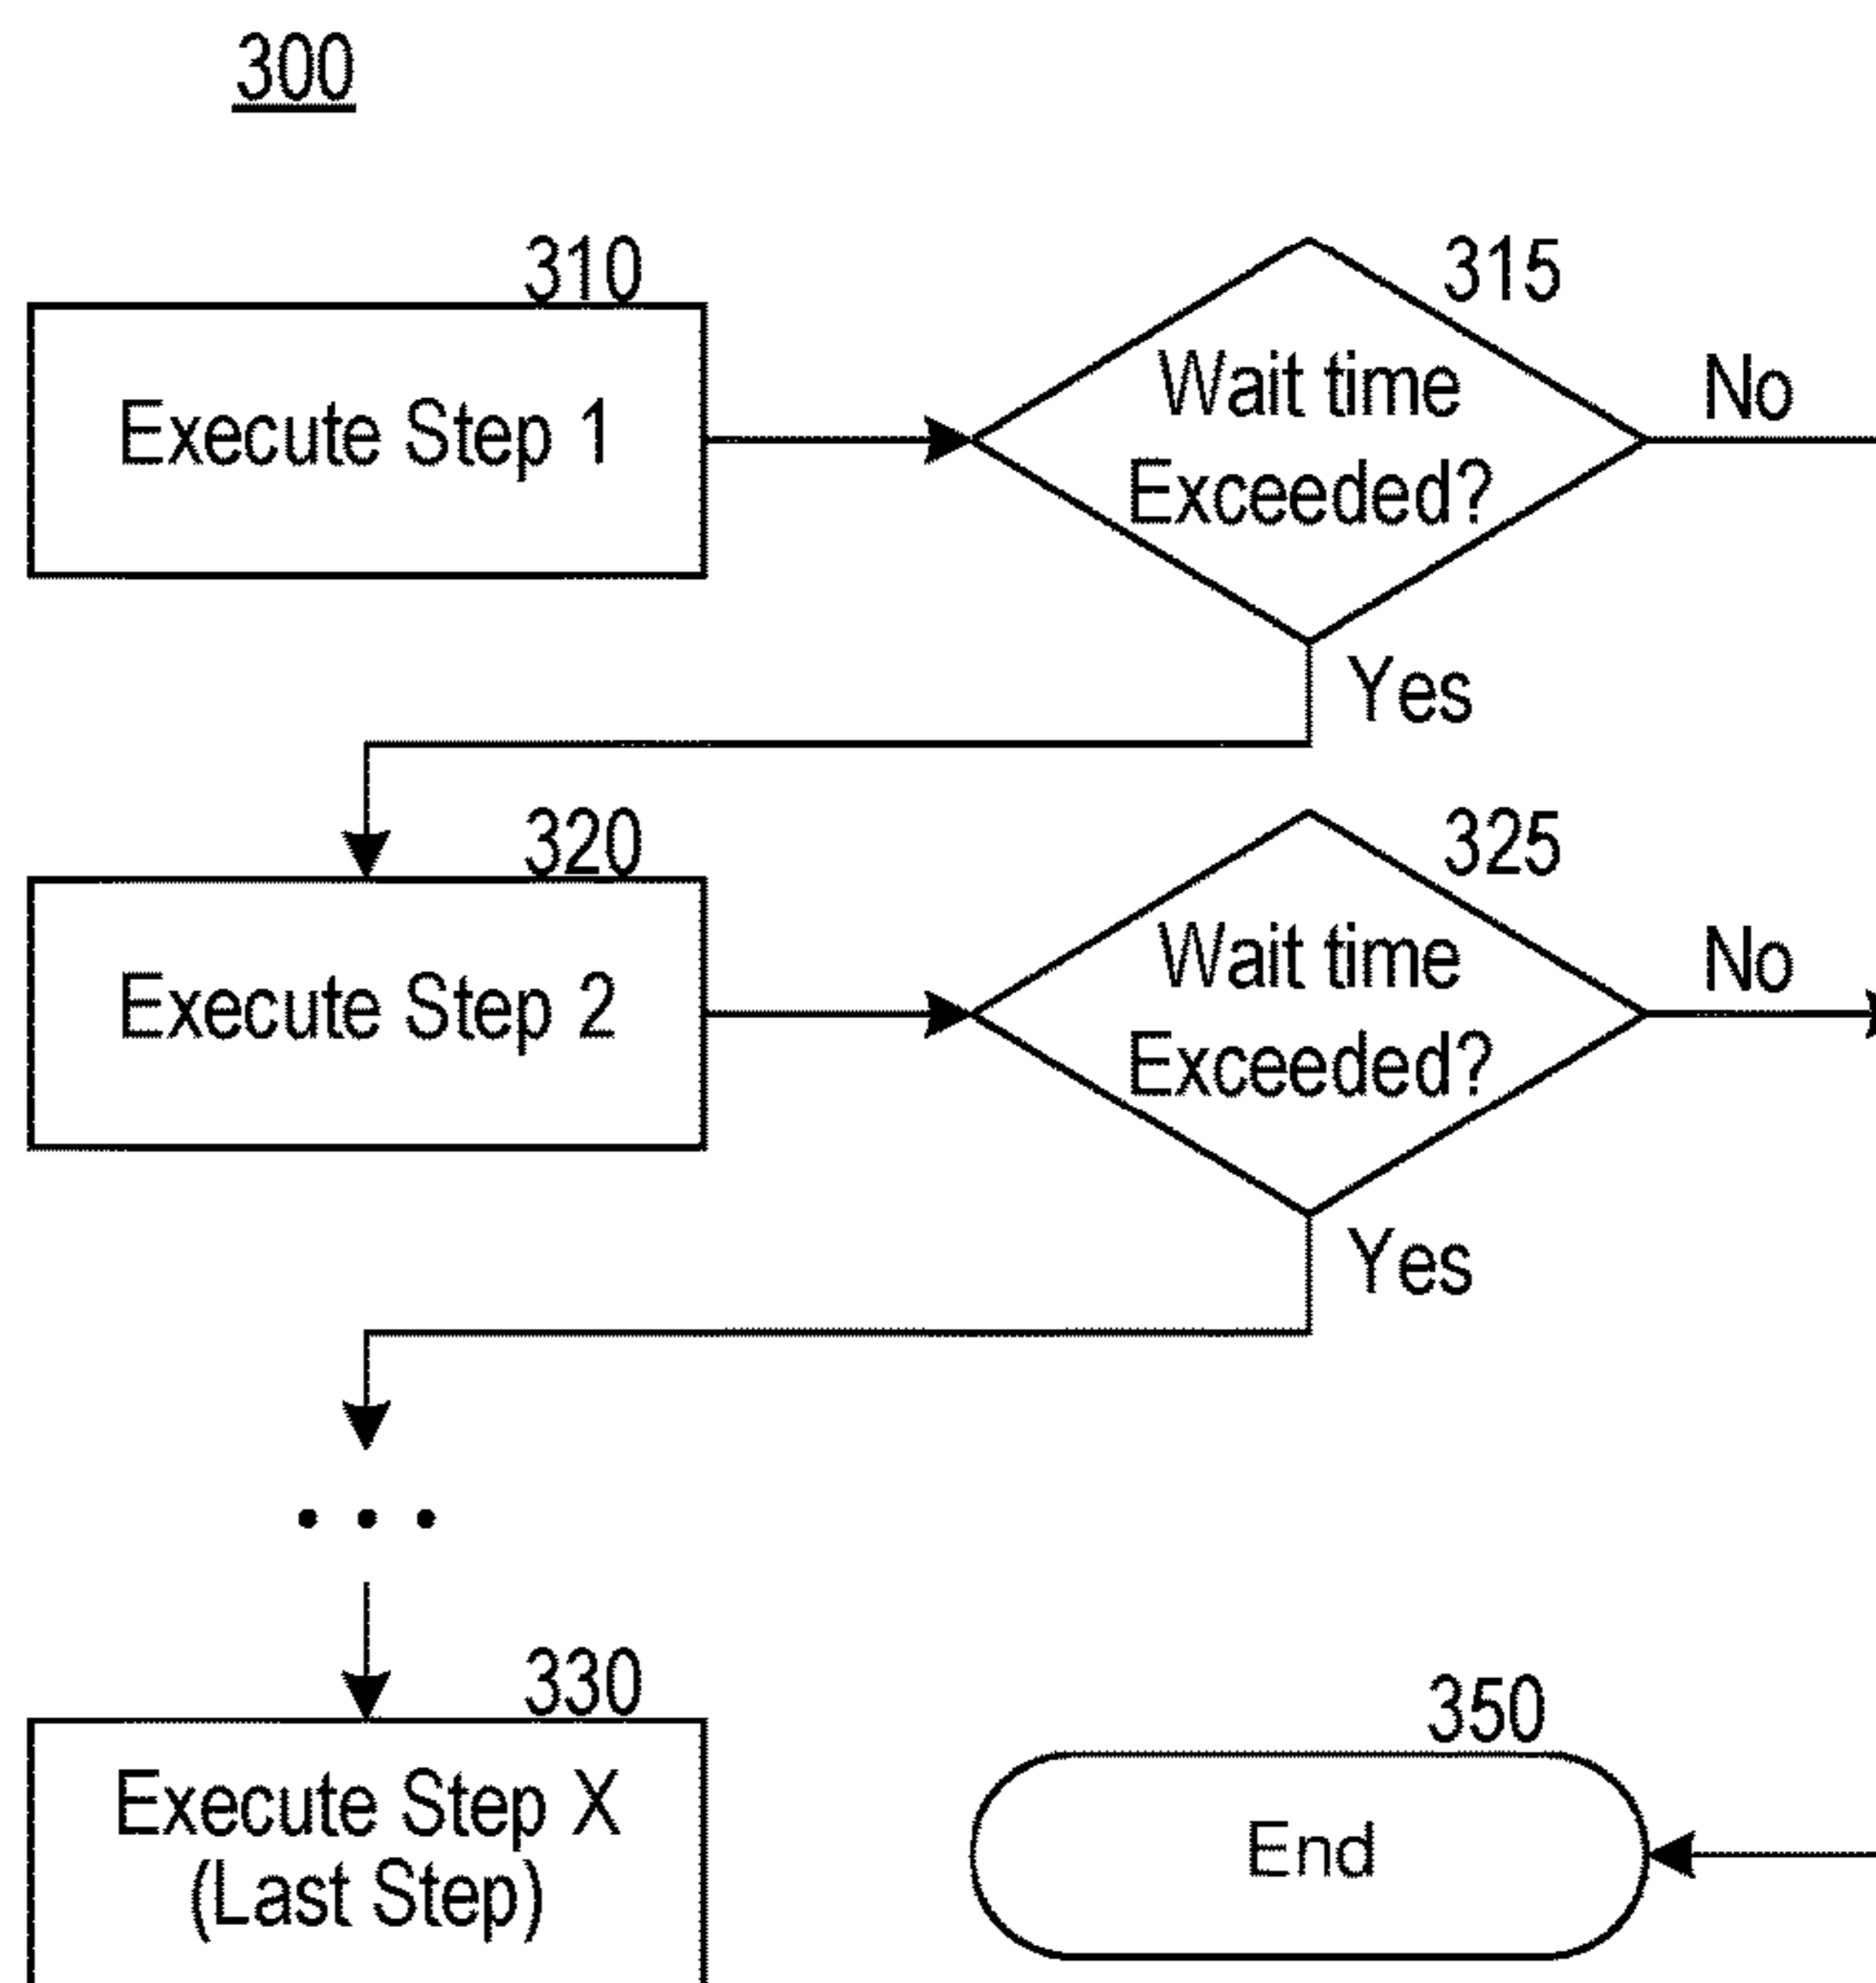 300
310
Execute Step 1
315
Wait time
Exceeded?
No
Yes
320
Execute Step 2
325
Wait time
Exceeded?
No
Yes
• • •
330
Execute Step X
(Last Step)
350
End